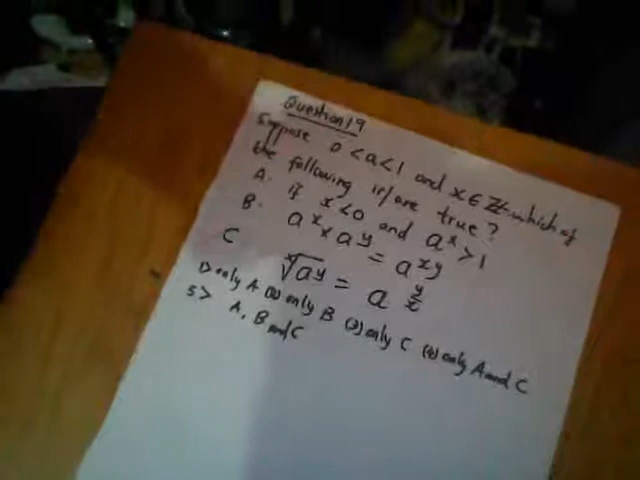 Question 19
Suppose 0 < a < 1 and x ∈ ℤ which of
the following is/are true?
A. if x < 0 and a^x > 1
B. a^x × a^y = a^xy
C ˣ√a^y = a^(y/x)
1> only A (2) only B (3) only C (4) only A and C
5> A, B and C